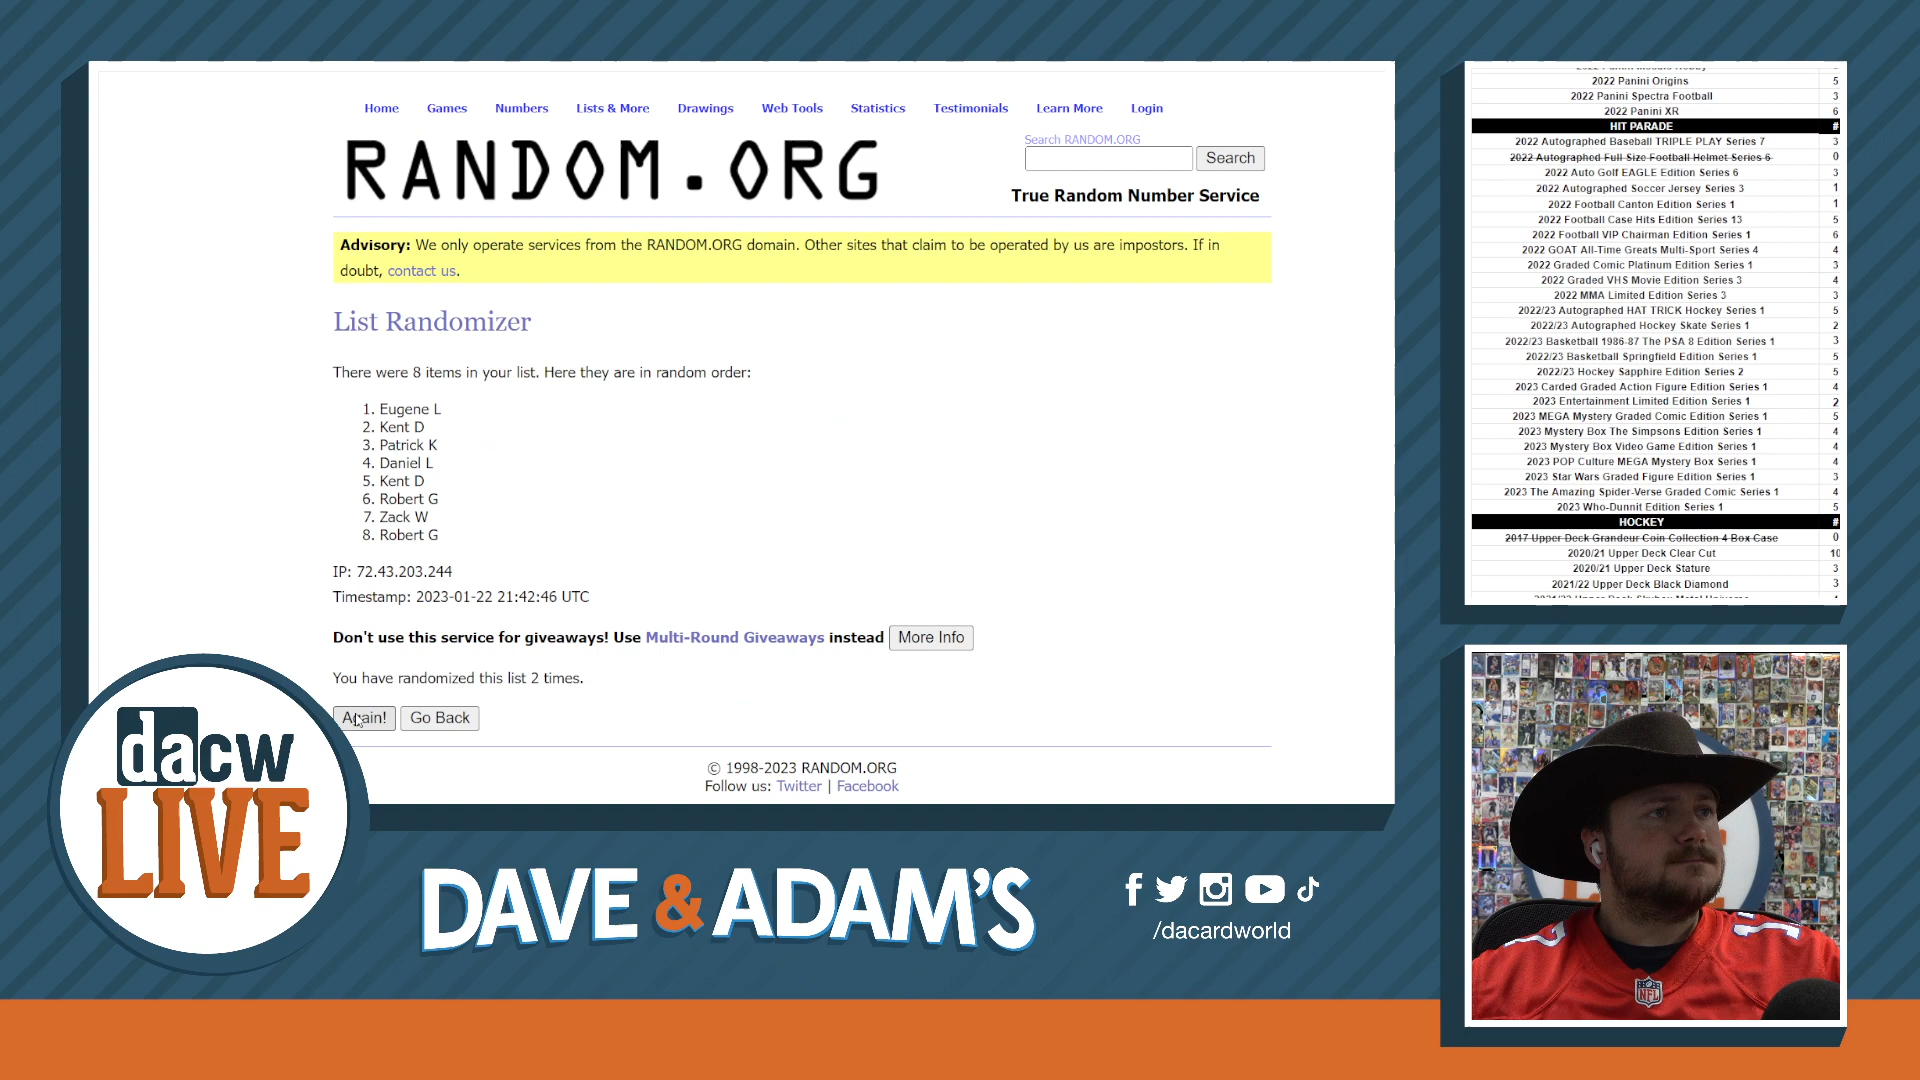 Home Games Numbers Lists & More Drawings Web Tools Statistics Testimonials Learn More Login
RANDOM.ORG
Search RANDOM.ORG
Search
True Random Number Service
Advisory: We only operate services from the RANDOM.ORG domain. Other sites that claim to be operated by us are impostors. If in
doubt, contact us.
List Randomizer
There were 8 items in your list. Here they are in random order:
1. Eugene L
2. Kent D
3. Patrick K
4. Daniel L
5. Kent D
6. Robert G
7. Zack W
8. Robert G
IP: 72.43.203.244
Timestamp: 2023-01-22 21:42:46 UTC
Don't use this service for giveaways! Use Multi-Round Giveaways instead More Info
You have randomized this list 2 times.
Again! Go Back
© 1998-2023 RANDOM.ORG
Follow us: Twitter | Facebook
2022 Panini Origins 5
2022 Panini Spectra Football 3
2022 Panini XR 6
HIT PARADE #
2022 Autographed Baseball TRIPLE PLAY Series 7 3
2022 Autographed Full Size Football Helmet Series 6 0
2022 Auto Golf EAGLE Edition Series 6 3
2022 Autographed Soccer Jersey Series 3 1
2022 Football Canton Edition Series 1 1
2022 Football Case Hits Edition Series 13 5
2022 Football VIP Chairman Edition Series 1 6
2022 GOAT All-Time Greats Multi-Sport Series 4 4
2022 Graded Comic Platinum Edition Series 1 3
2022 Graded VHS Movie Edition Series 3 4
2022 MMA Limited Edition Series 3 3
2022/23 Autographed HAT TRICK Hockey Series 1 5
2022/23 Autographed Hockey Skate Series 1 2
2022/23 Basketball 1986-87 The PSA 8 Edition Series 1 3
2022/23 Basketball Springfield Edition Series 1 5
2022/23 Hockey Sapphire Edition Series 2 5
2023 Carded Graded Action Figure Edition Series 1 4
2023 Entertainment Limited Edition Series 1 2
2023 MEGA Mystery Graded Comic Edition Series 1 5
2023 Mystery Box The Simpsons Edition Series 1 4
2023 Mystery Box Video Game Edition Series 1 4
2023 POP Culture MEGA Mystery Box Series 1 4
2023 Star Wars Graded Figure Edition Series 1 3
2023 The Amazing Spider-Verse Graded Comic Series 1 4
2023 Who-Dunnit Edition Series 1 5
HOCKEY #
2017 Upper Deck Grandeur Coin Collection 4 Box Case 0
2020/21 Upper Deck Clear Cut 10
2020/21 Upper Deck Stature 3
2021/22 Upper Deck Black Diamond 3
dacw
LIVE
DAVE & ADAM'S
/dacardworld
NFL